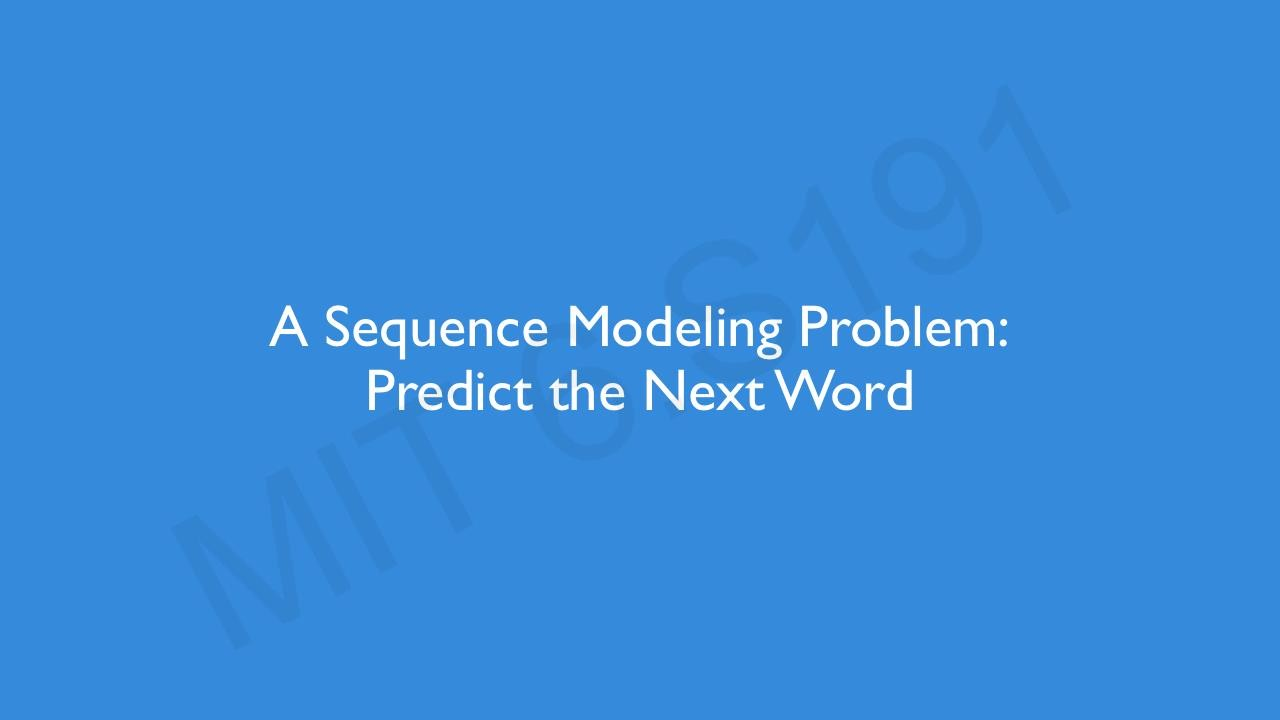 A Sequence Modeling Problem:
Predict the Next Word
MIT 6.S191